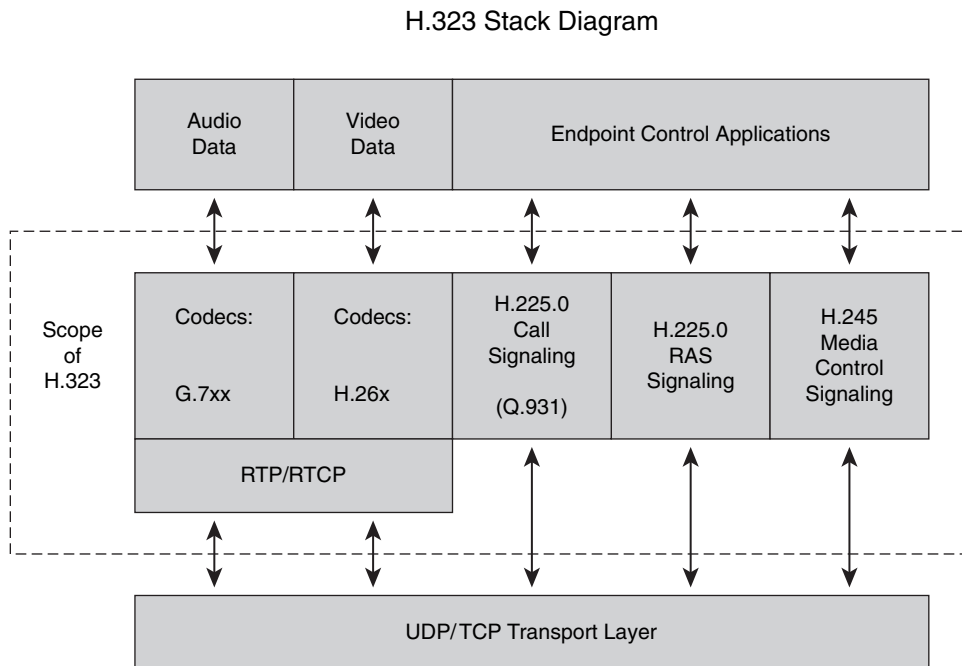 H.323 Stack Diagram
Audio
Data
Video
Data
Endpoint Control Applications
Scope
of
H.323
Codecs:
G.7xx
Codecs:
H.26x
H.225.0
Call
Signaling
(Q.931)
H.225.0
RAS
Signaling
H.245
Media
Control
Signaling
RTP/RTCP
UDP/TCP Transport Layer